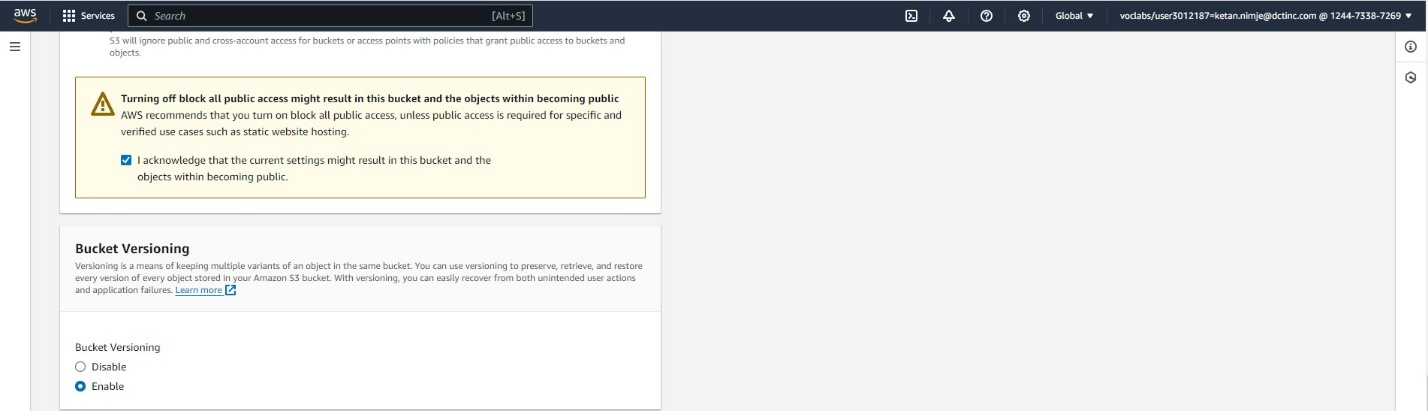 aws
Services
Search
[Alt+S]
Global
voclabs/user3012187=ketan.nimje@dctinc.com @ 1244-7338-7269
S3 will ignore public and cross-account access for buckets or access points with policies that grant public access to buckets and
objects.
Turning off block all public access might result in this bucket and the objects within becoming public
AWS recommends that you turn on block all public access, unless public access is required for specific and
verified use cases such as static website hosting.
I acknowledge that the current settings might result in this bucket and the
objects within becoming public.
Bucket Versioning
Versioning is a means of keeping multiple variants of an object in the same bucket. You can use versioning to preserve, retrieve, and restore
every version of every object stored in your Amazon S3 bucket. With versioning, you can easily recover from both unintended user actions
and application failures. Learn more
Bucket Versioning
Disable
Enable